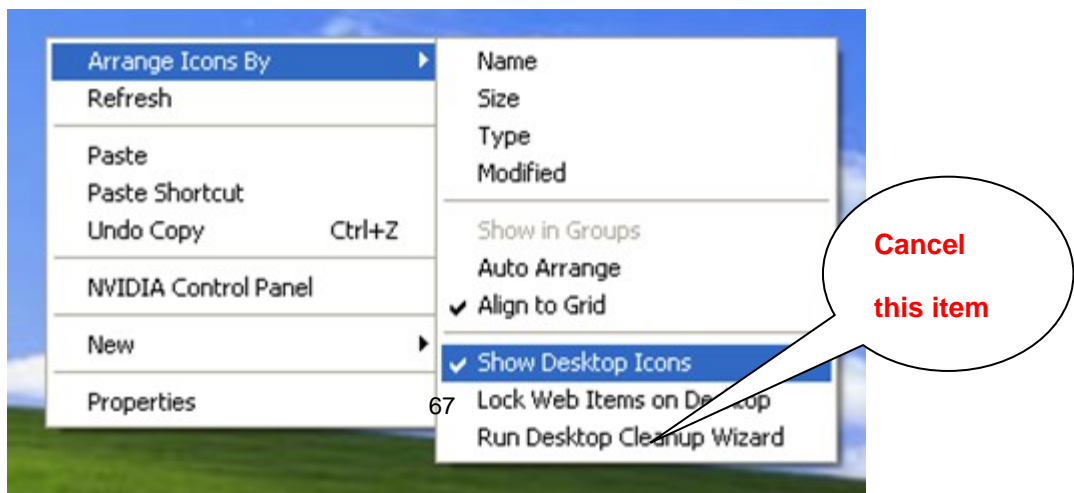 Arrange Icons By
Refresh
Paste
Paste Shortcut
Undo Copy Ctrl+Z
NVIDIA Control Panel
New
Properties
Name
Size
Type
Modified
Show in Groups
Auto Arrange
Align to Grid
Show Desktop Icons
Lock Web Items on Desktop
Run Desktop Cleanup Wizard
67
Cancel
this item